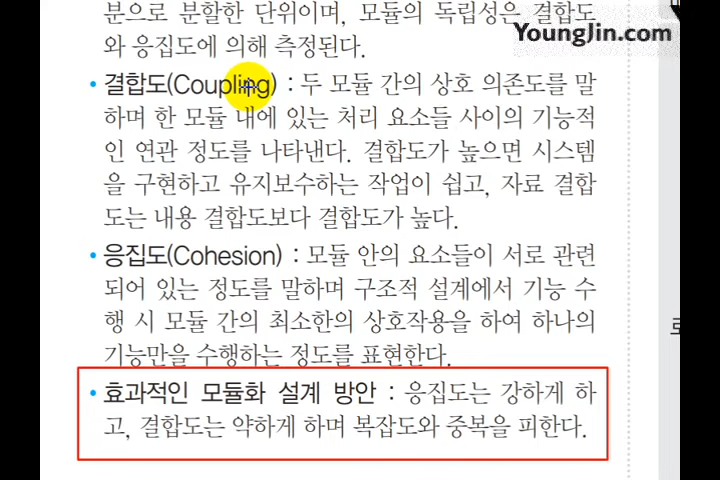 분으로 분할한 단위이며, 모듈의 독립성은 결합도
YoungJin.com
와 응집도에 의해 측정된다.
• 결합도(Coupling) : 두 모듈 간의 상호 의존도를 말
하며 한 모듈 내에 있는 처리 요소들 사이의 기능적
인 연관 정도를 나타낸다. 결합도가 높으면 시스템
을 구현하고 유지보수하는 작업이 쉽고, 자료 결합
도는 내용 결합도보다 결합도가 높다.
• 응집도(Cohesion) : 모듈 안의 요소들이 서로 관련
되어 있는 정도를 말하며 구조적 설계에서 기능 수
행 시 모듈 간의 최소한의 상호작용을 하여 하나의
기능만을 수행하는 정도를 표현한다.
• 효과적인 모듈화 설계 방안 : 응집도는 강하게 하
고, 결합도는 약하게 하며 복잡도와 중복을 피한다.